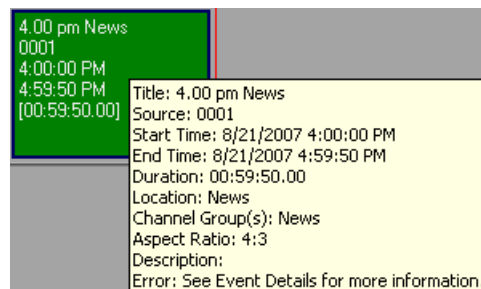 4.00 pm News
0001
4:00:00 PM
4:59:50 PM
[00:59:50.00]
Title: 4.00 pm News
Source: 0001
Start Time: 8/21/2007 4:00:00 PM
End Time: 8/21/2007 4:59:50 PM
Duration: 00:59:50.00
Location: News
Channel Group(s): News
Aspect Ratio: 4:3
Description:
Error: See Event Details for more information